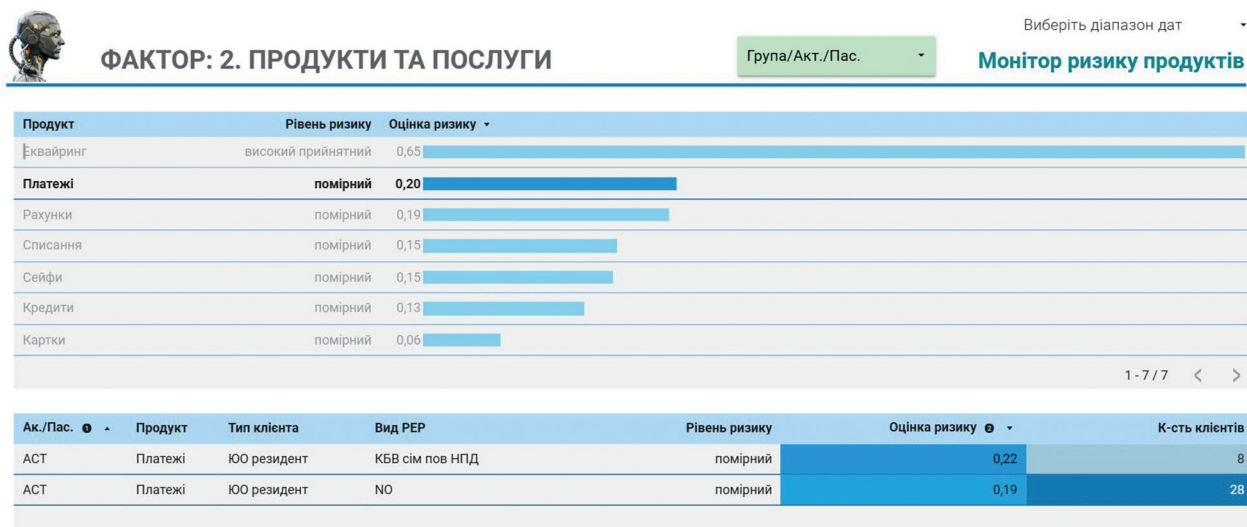 Виберіть діапазон дат
ФАКТОР: 2. ПРОДУКТИ ТА ПОСЛУГИ
Група/Акт./Пас.
Монітор ризику продуктів
Продукт Рівень ризику Оцінка ризику
Еквайринг високий прийнятний 0,65
Платежі помірний 0,20
Рахунки помірний 0,19
Списання помірний 0,15
Сейфи помірний 0,15
Кредити помірний 0,13
Картки помірний 0,06
1 - 7 / 7
Ак./Пас. 1 Продукт Тип клієнта Вид PEP Рівень ризику Оцінка ризику 2 К-сть клієнтів
АСТ Платежі ЮО резидент КБВ сім пов НПД помірний 0,22 8
АСТ Платежі ЮО резидент NO помірний 0,19 28